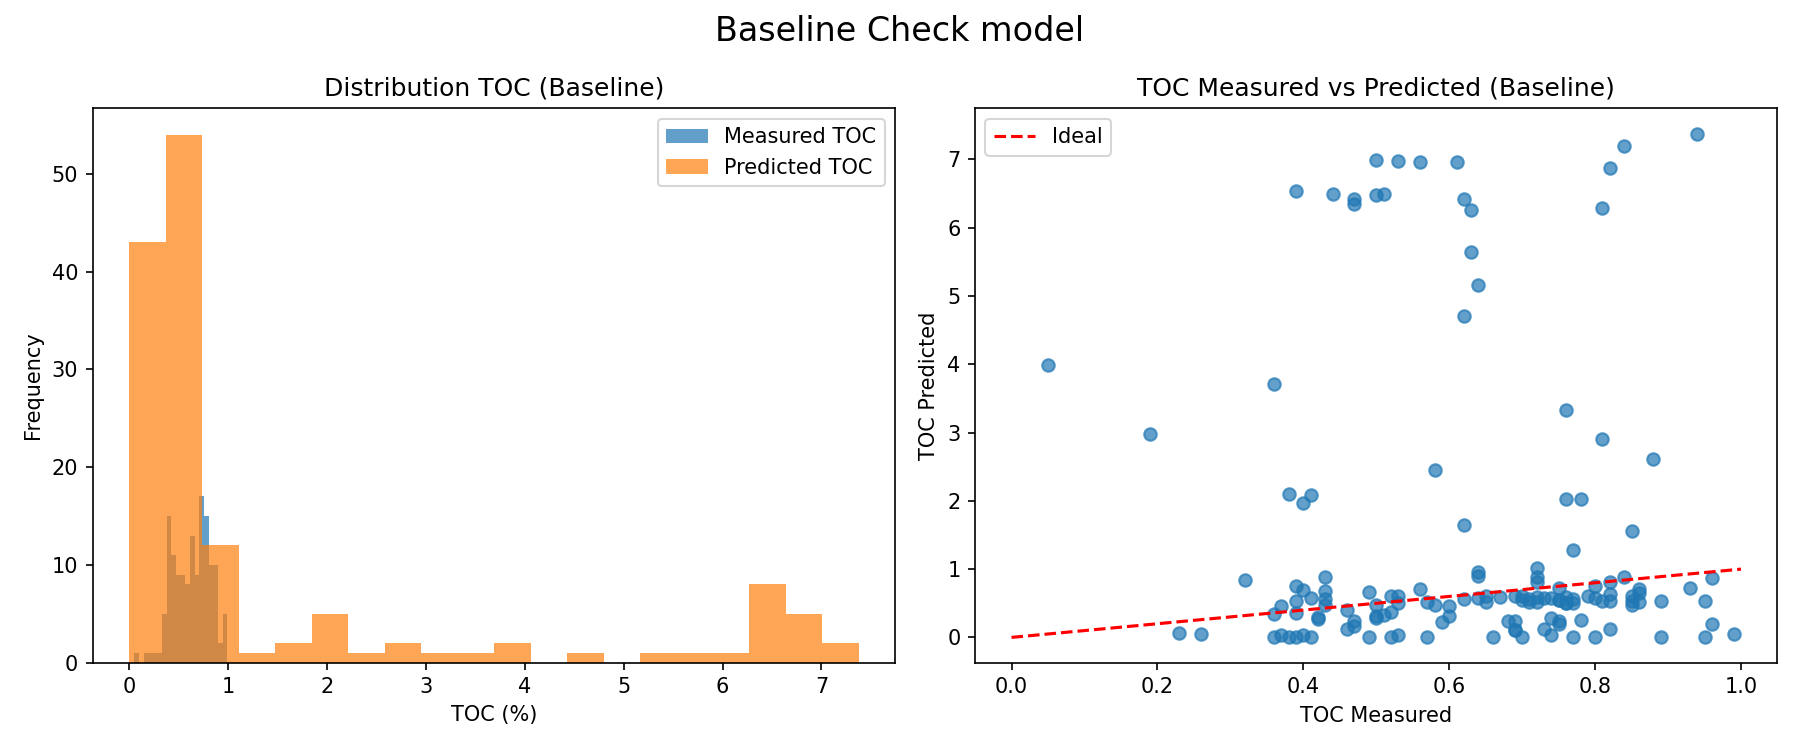 Baseline Check model
Distribution TOC (Baseline)
Measured TOC
Predicted TOC
Frequency
50
40
30
20
10
0
0 1 2 3 4 5 6 7
TOC (%)
TOC Measured vs Predicted (Baseline)
Ideal
TOC Predicted
7
6
5
4
3
2
1
0
0.0 0.2 0.4 0.6 0.8 1.0
TOC Measured